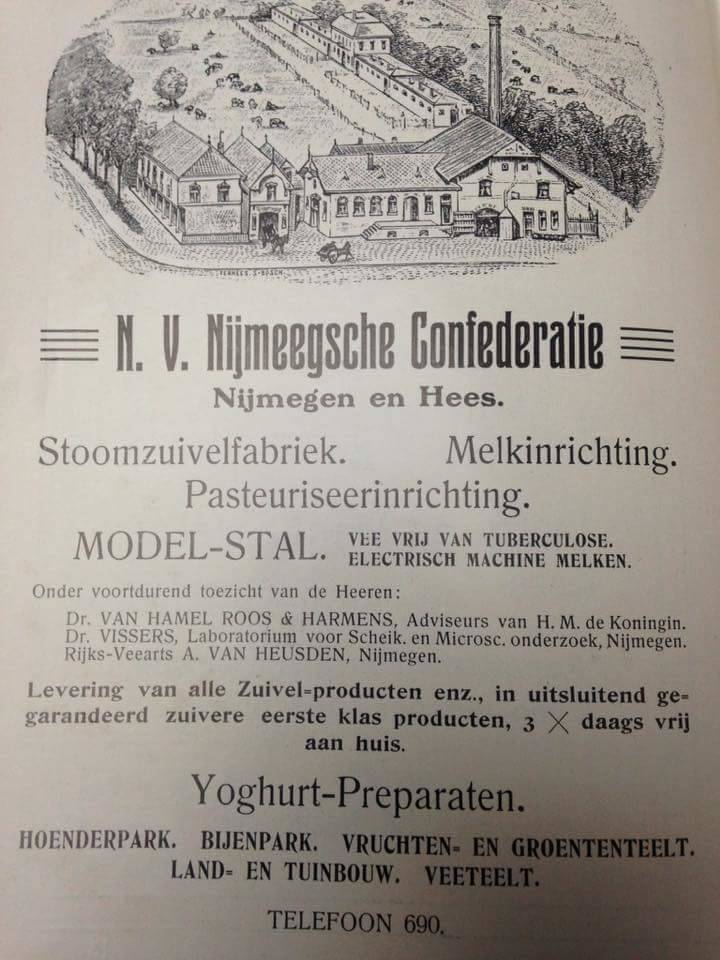 VERHEES. S-BOSCH.
N. V. Nijmeegsche Confederatie
Nijmegen en Hees.
Stoomzuivelfabriek. Melkinrichting.
Pasteuriseerinrichting.
MODEL-STAL. VEE VRIJ VAN TUBERCULOSE.
ELECTRISCH MACHINE MELKEN.
Onder voortdurend toezicht van de Heeren:
Dr. VAN HAMEL ROOS & HARMENS, Adviseurs van H. M. de Koningin.
Dr. VISSERS, Laboratorium voor Scheik. en Microsc. onderzoek, Nijmegen.
Rijks-Veearts A. VAN HEUSDEN, Nijmegen.
Levering van alle Zuivel=producten enz., in uitsluitend ge=
garandeerd zuivere eerste klas producten, 3 X daags vrij
aan huis.
Yoghurt-Preparaten.
HOENDERPARK. BIJENPARK. VRUCHTEN= EN GROENTENTEELT.
LAND= EN TUINBOUW. VEETEELT.
TELEFOON 690.